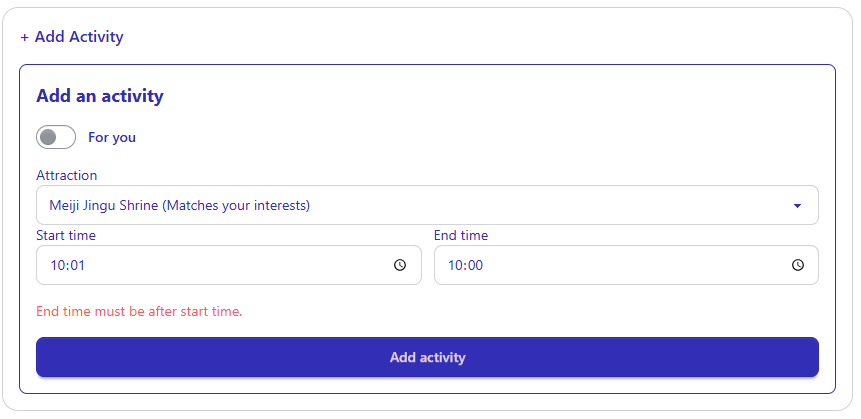 + Add Activity
Add an activity
For you
Attraction
Meiji Jingu Shrine (Matches your interests)
Start time
End time
10:01
10:00
End time must be after start time.
Add activity